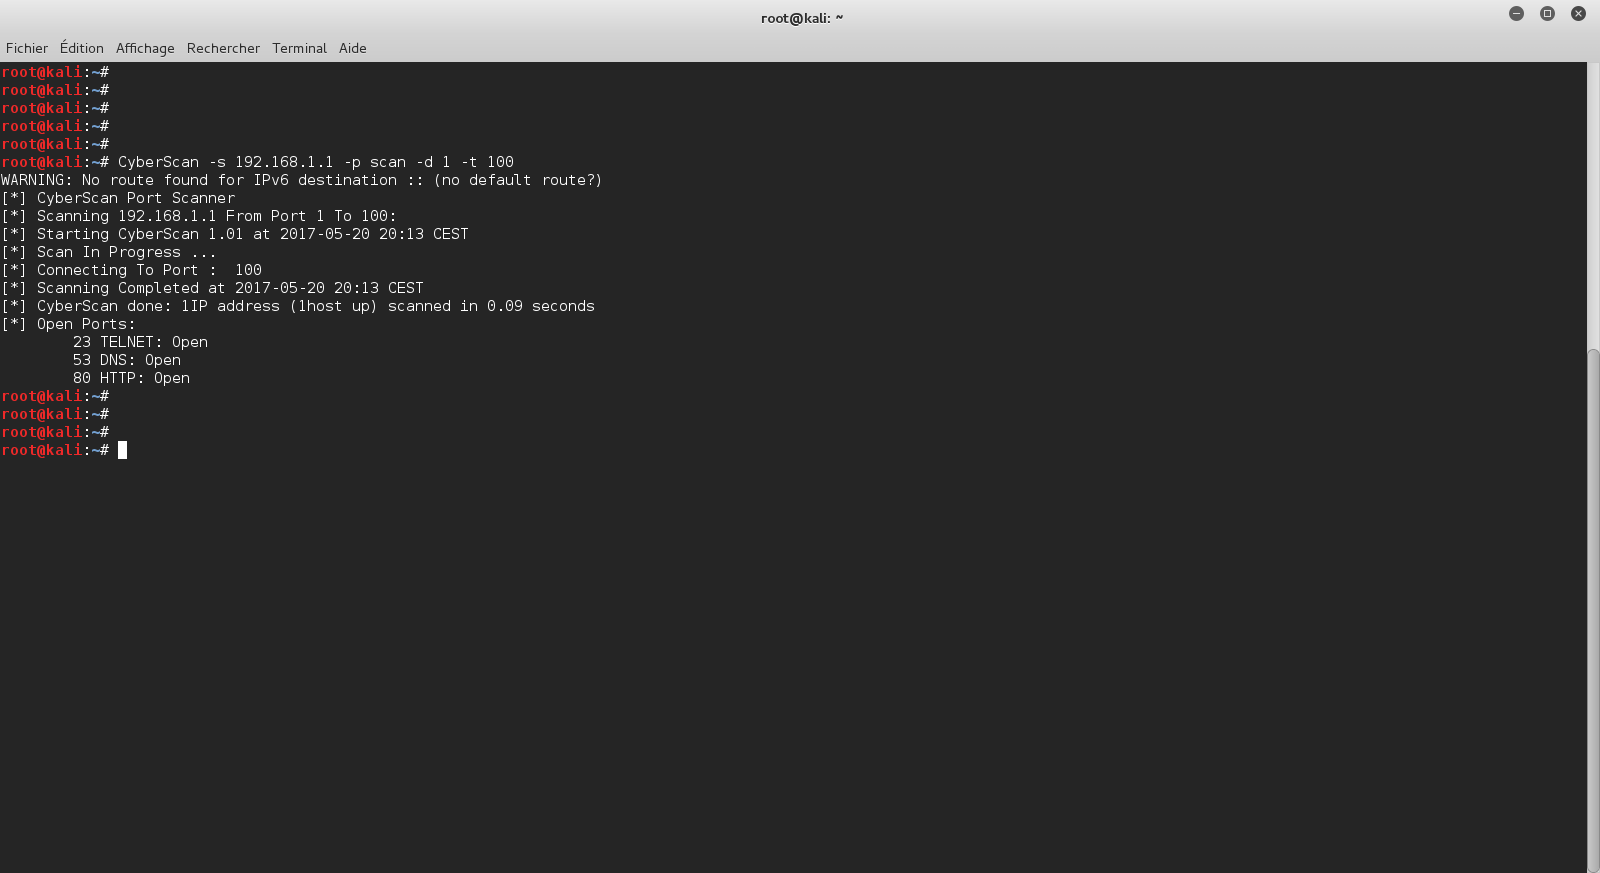 root@kali: ~
Fichier Édition Affichage Rechercher Terminal Aide
root@kali:~#
root@kali:~#
root@kali:~#
root@kali:~#
root@kali:~#
root@kali:~# CyberScan -s 192.168.1.1 -p scan -d 1 -t 100
WARNING: No route found for IPv6 destination :: (no default route?)
[*] CyberScan Port Scanner
[*] Scanning 192.168.1.1 From Port 1 To 100:
[*] Starting CyberScan 1.01 at 2017-05-20 20:13 CEST
[*] Scan In Progress ...
[*] Connecting To Port :  100
[*] Scanning Completed at 2017-05-20 20:13 CEST
[*] CyberScan done: 1IP address (1host up) scanned in 0.09 seconds
[*] Open Ports:
        23 TELNET: Open
        53 DNS: Open
        80 HTTP: Open
root@kali:~#
root@kali:~#
root@kali:~#
root@kali:~#